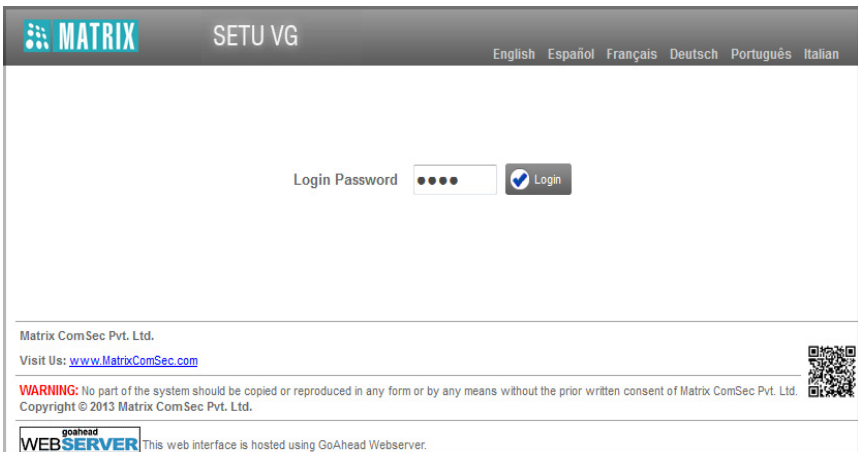 MATRIX SETU VG
English Español Français Deutsch Português Italian
Login Password •••• Login
Matrix ComSec Pvt. Ltd.
Visit Us: www.MatrixComSec.com
WARNING: No part of the system should be copied or reproduced in any form or by any means without the prior written consent of Matrix ComSec Pvt. Ltd.
Copyright © 2013 Matrix ComSec Pvt. Ltd.
goahead
WEBSERVER This web interface is hosted using GoAhead Webserver.